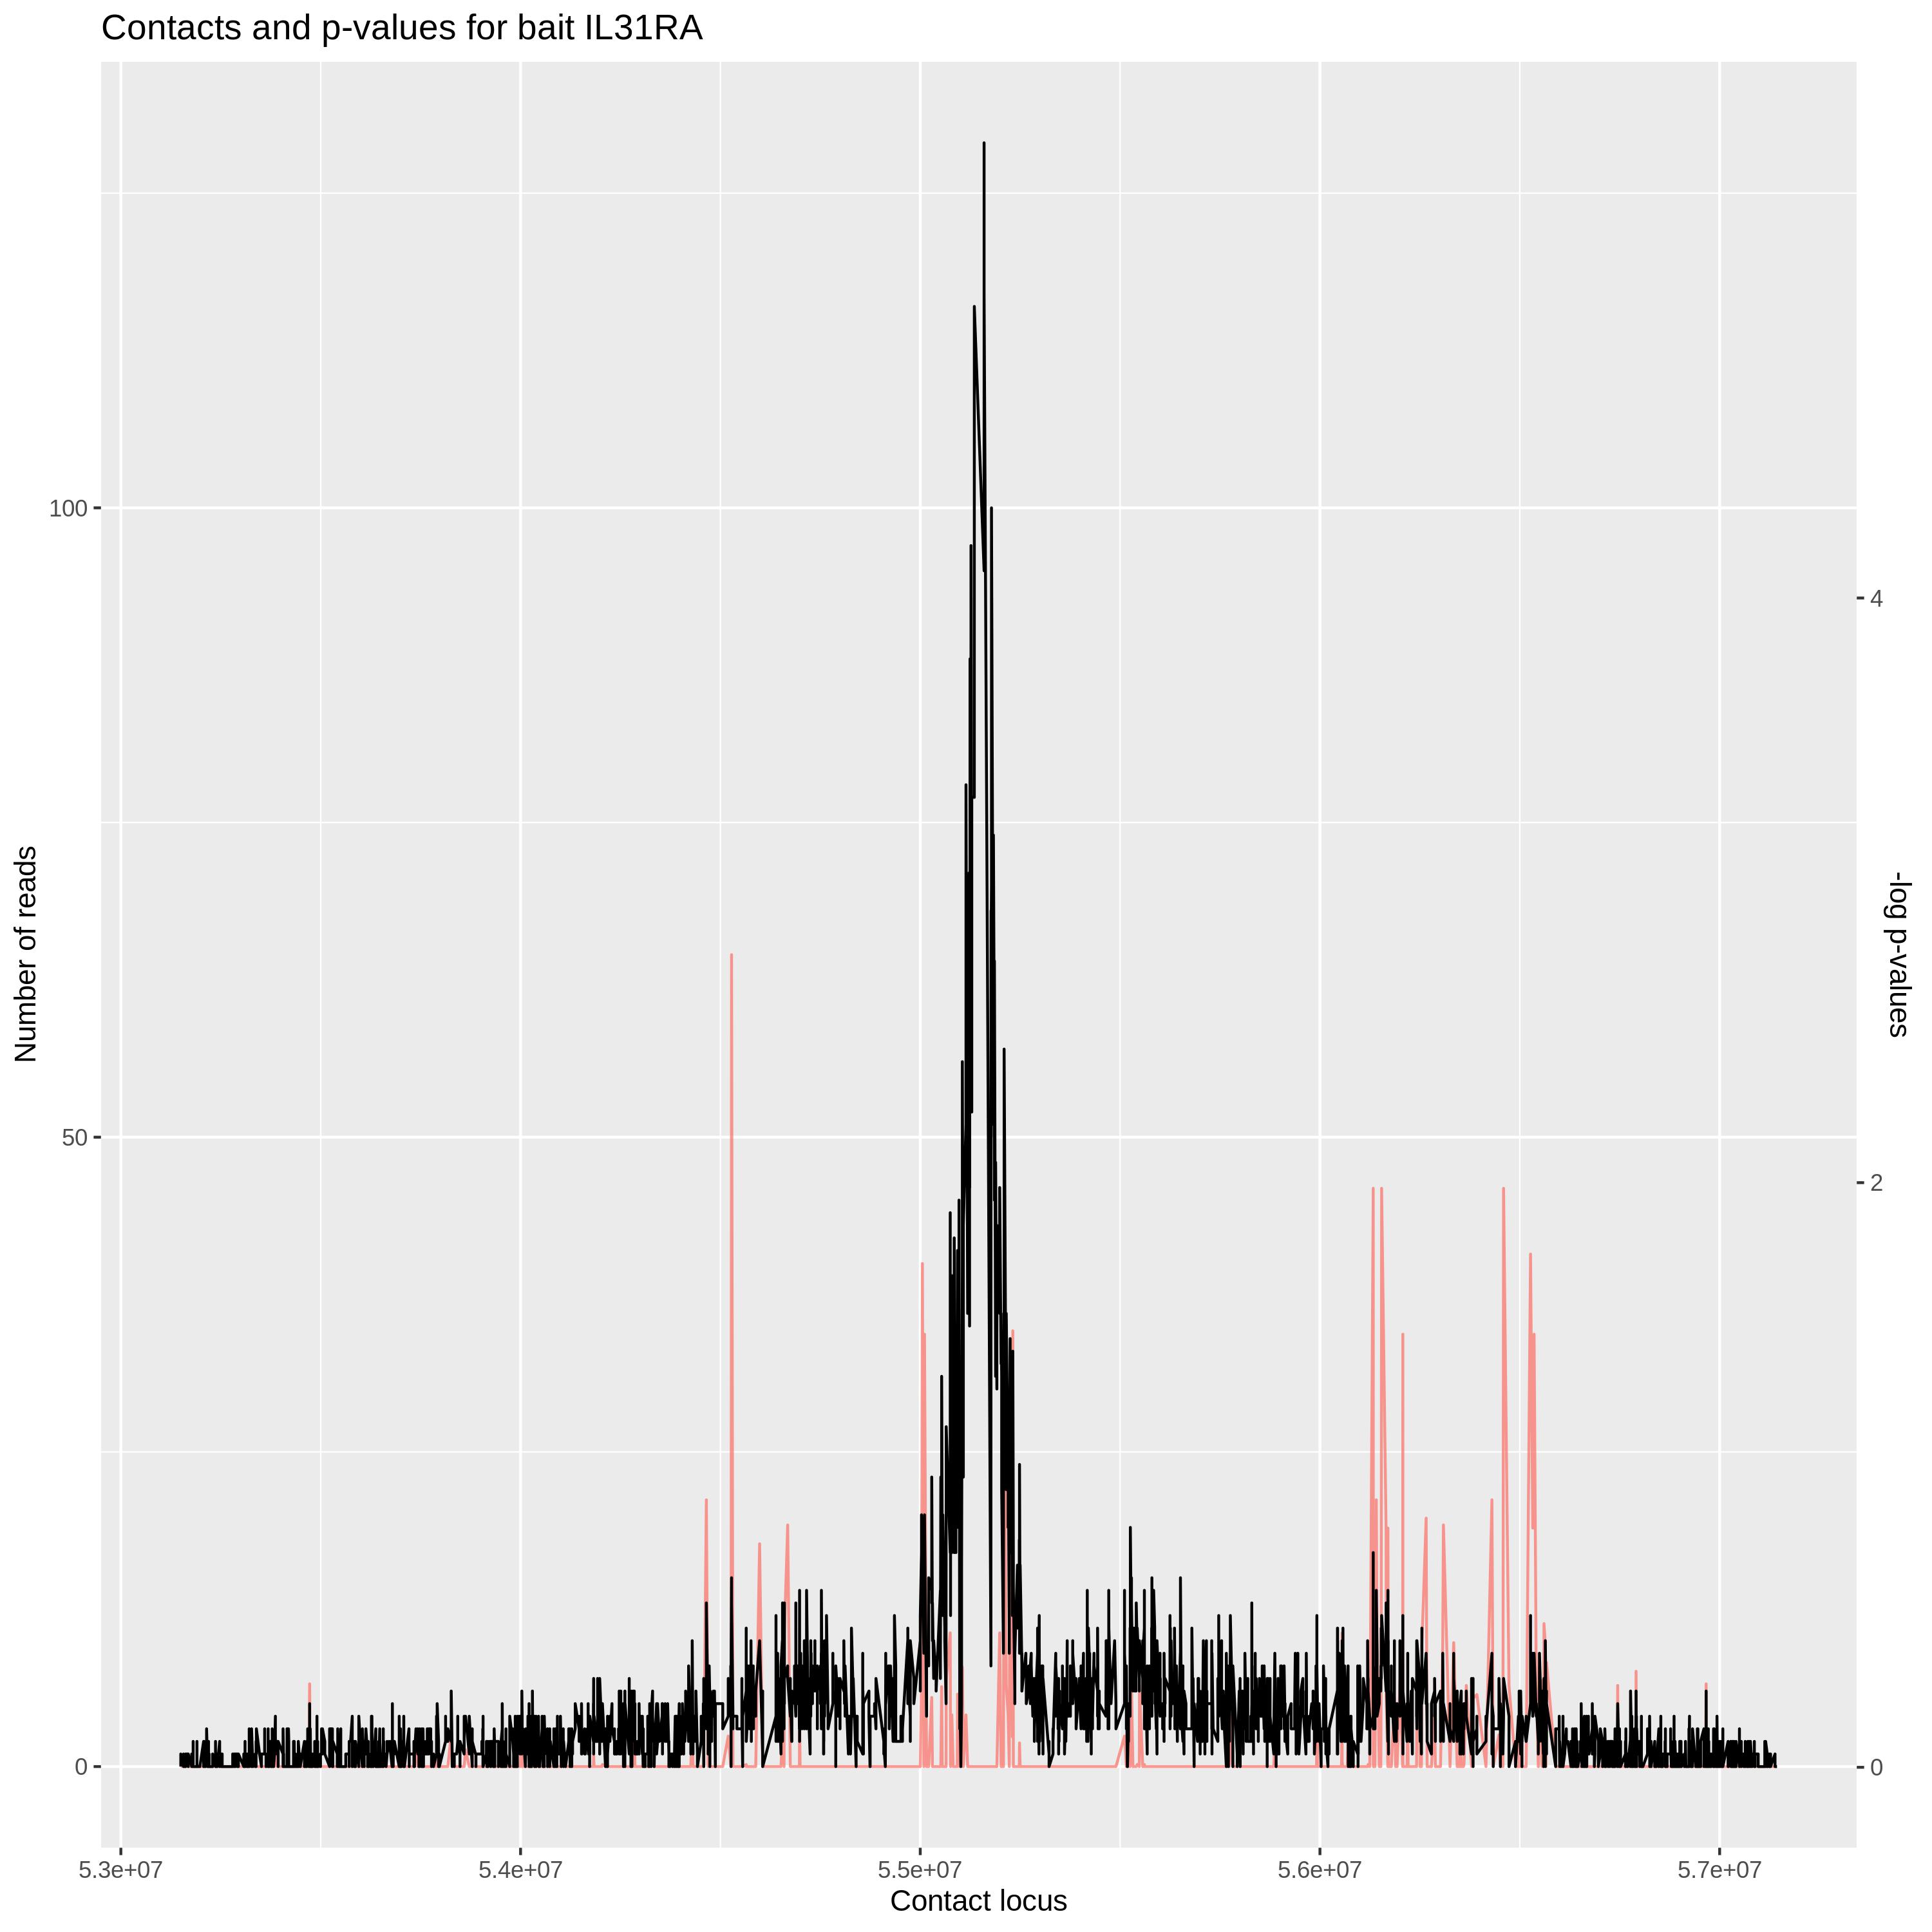 Contacts and p-values for bait IL31RA
Number of reads
100
50
0
4
2
0
-log p-values
5.3e+07 5.4e+07 5.5e+07 5.6e+07 5.7e+07
Contact locus